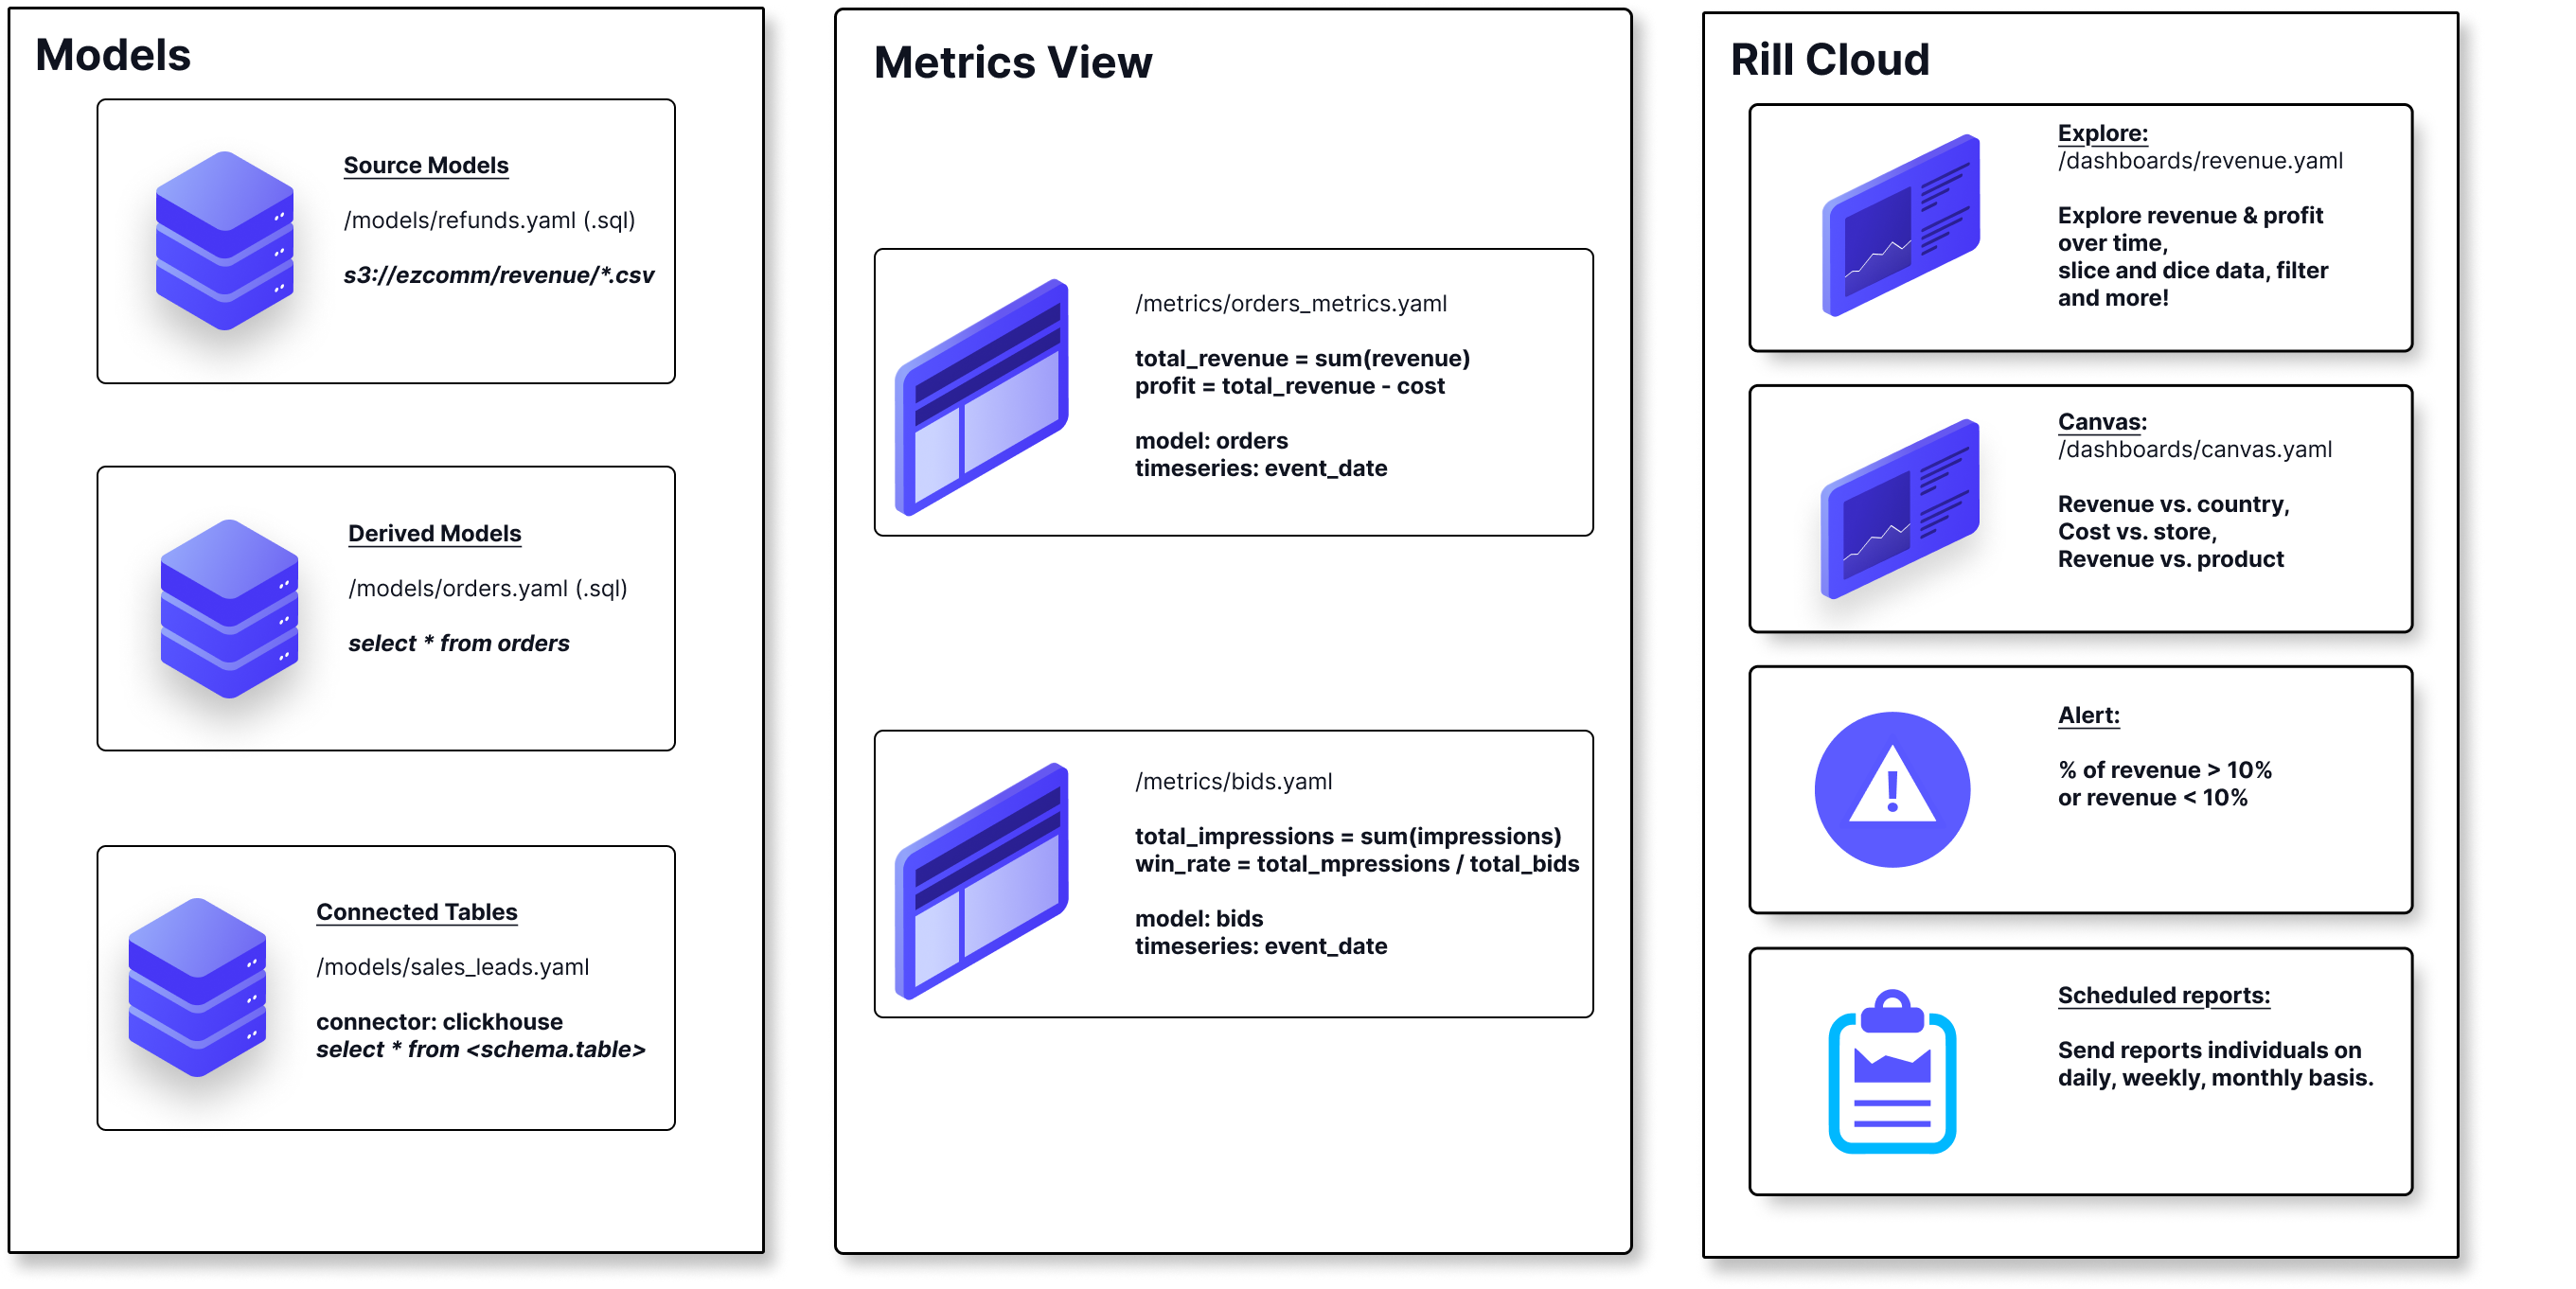 Models
Source Models
/models/refunds.yaml (.sql)
s3://ezcomm/revenue/*.csv
Derived Models
/models/orders.yaml (.sql)
select * from orders
Connected Tables
/models/sales_leads.yaml
connector: clickhouse
select * from <schema.table>
Metrics View
/metrics/orders_metrics.yaml
total_revenue = sum(revenue)
profit = total_revenue - cost
model: orders
timeseries: event_date
/metrics/bids.yaml
total_impressions = sum(impressions)
win_rate = total_mpressions / total_bids
model: bids
timeseries: event_date
Rill Cloud
Explore:
/dashboards/revenue.yaml
Explore revenue & profit
over time,
slice and dice data, filter
and more!
Canvas:
/dashboards/canvas.yaml
Revenue vs. country,
Cost vs. store,
Revenue vs. product
Alert:
% of revenue > 10%
or revenue < 10%
Scheduled reports:
Send reports individuals on
daily, weekly, monthly basis.